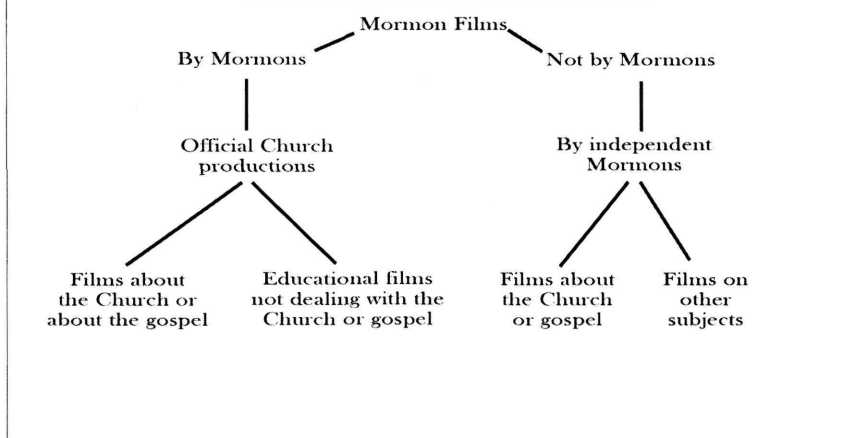 Mormon Films
By Mormons
Not by Mormons
Official Church
productions
By independent
Mormons
Films about
the Church or
about the gospel
Educational films
not dealing with the
Church or gospel
Films about
the Church
or gospel
Films on
other
subjects